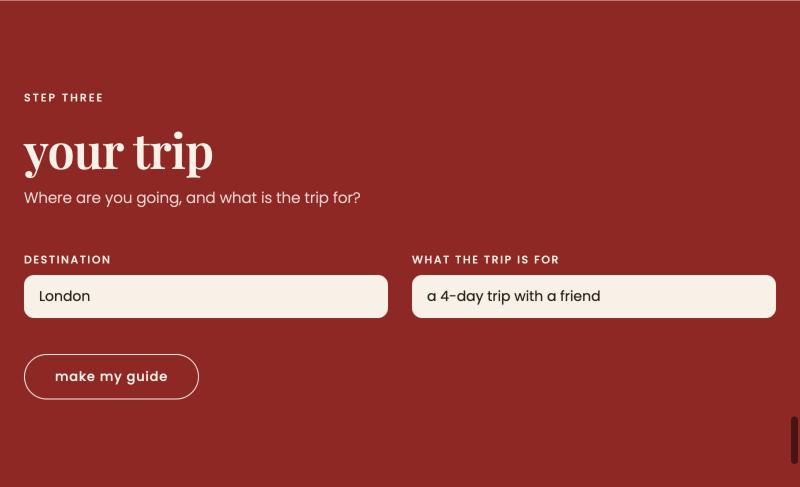 STEP THREE
your trip
Where are you going, and what is the trip for?
DESTINATION
London
WHAT THE TRIP IS FOR
a 4-day trip with a friend
make my guide